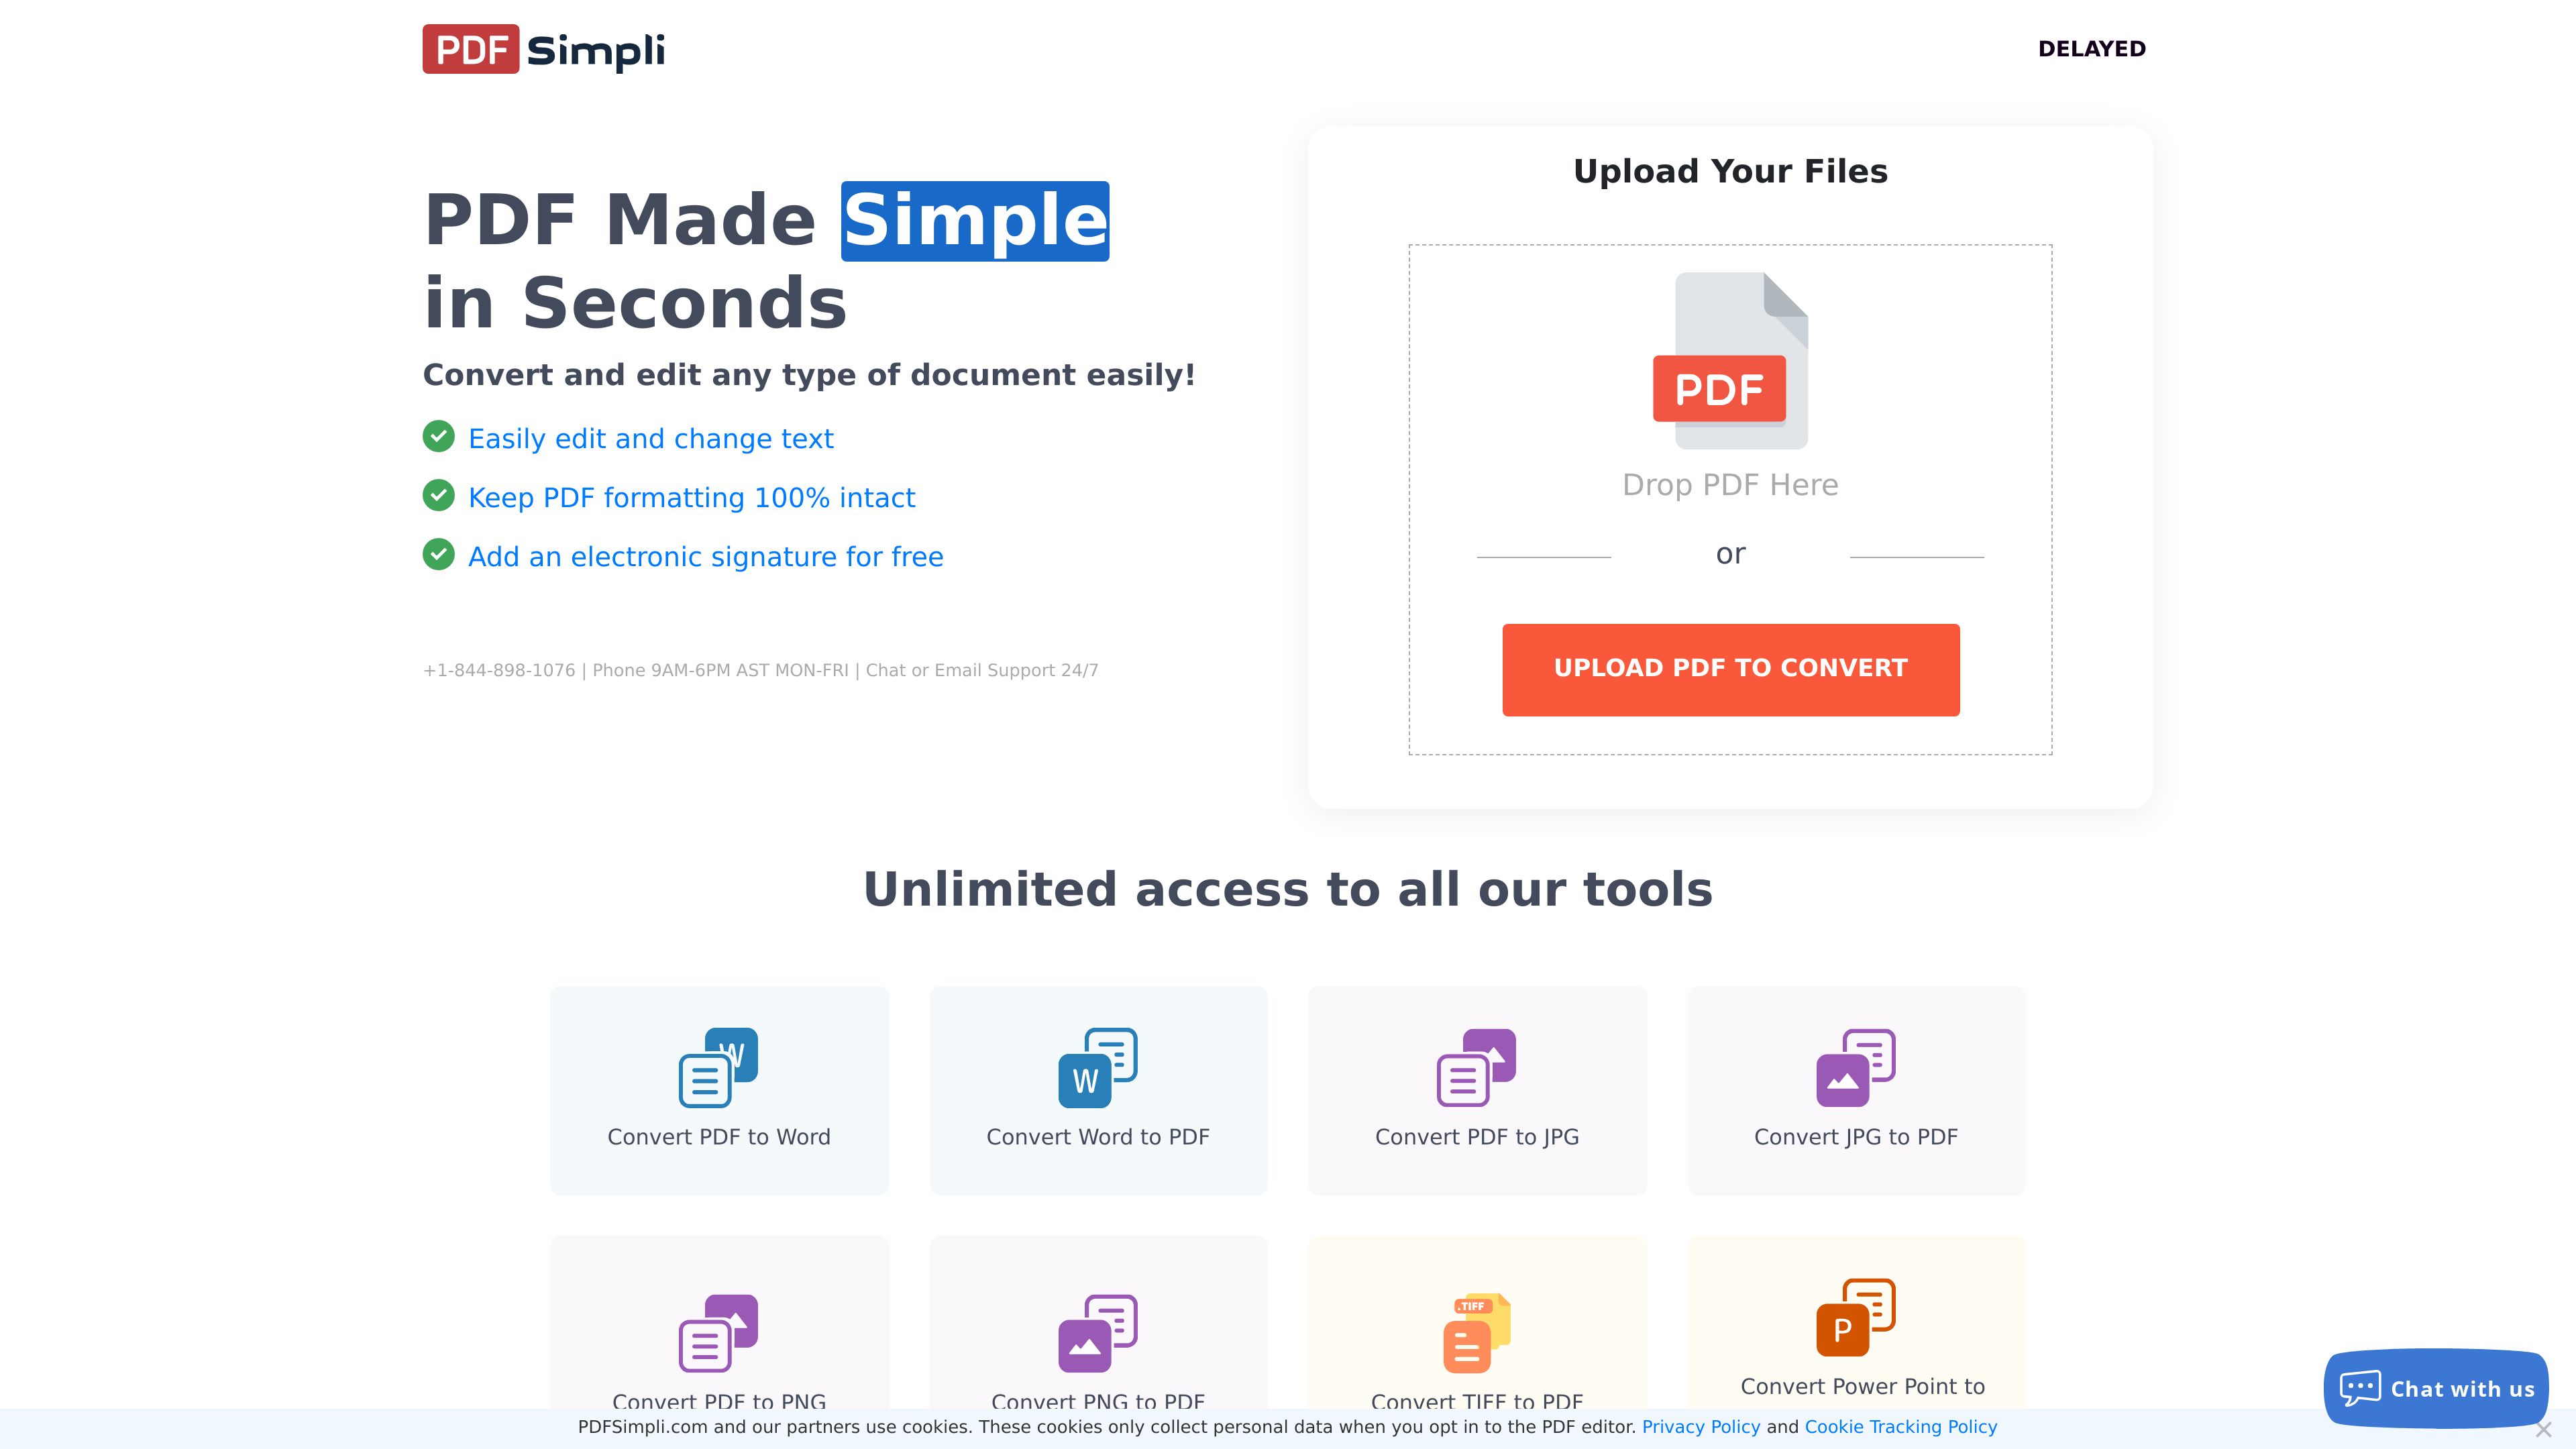 PDF Simpli
DELAYED
PDF Made Simple
in Seconds
Convert and edit any type of document easily!
Easily edit and change text
Keep PDF formatting 100% intact
Add an electronic signature for free
+1-844-898-1076 | Phone 9AM-6PM AST MON-FRI | Chat or Email Support 24/7
Upload Your Files
PDF
Drop PDF Here
or
UPLOAD PDF TO CONVERT
Unlimited access to all our tools
W
Convert PDF to Word
W
Convert Word to PDF
Convert PDF to JPG
Convert JPG to PDF
Convert PDF to PNG
Convert PNG to PDF
.TIFF
Convert TIFF to PDF
P
Convert Power Point to
Chat with us
PDFSimpli.com and our partners use cookies. These cookies only collect personal data when you opt in to the PDF editor. Privacy Policy and Cookie Tracking Policy